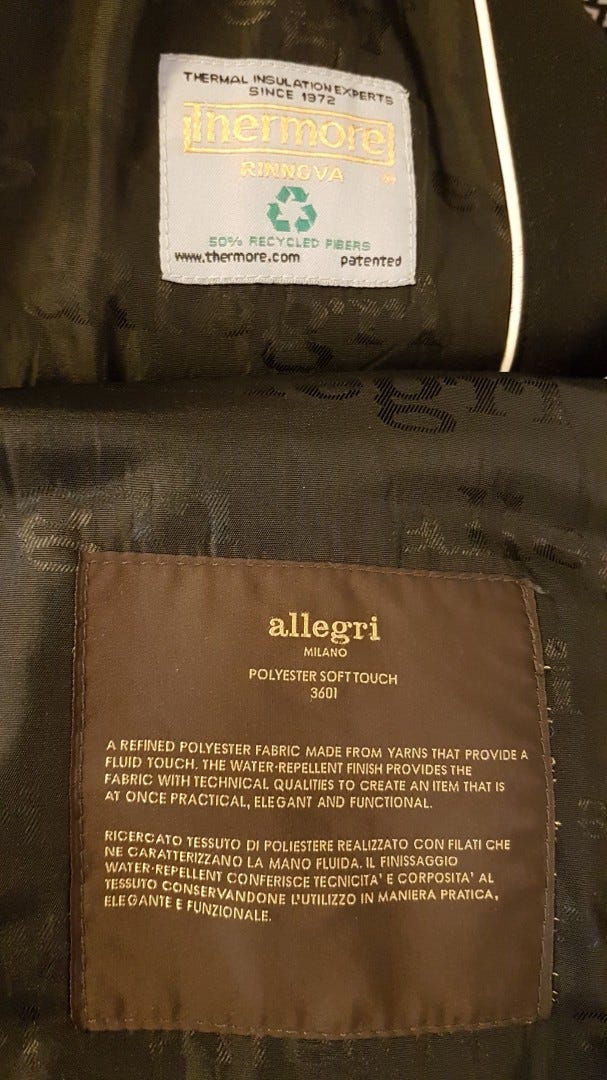 THERMAL INSULATION EXPERTS
SINCE 1972
Thermore
RINNOVA
50% RECYCLED FIBERS
www.thermore.com patented
allegri
MILANO
POLYESTER SOFT TOUCH
3601
A REFINED POLYESTER FABRIC MADE FROM YARNS THAT PROVIDE A
FLUID TOUCH. THE WATER-REPELLENT FINISH PROVIDES THE
FABRIC WITH TECHNICAL QUALITIES TO CREATE AN ITEM THAT IS
AT ONCE PRACTICAL, ELEGANT AND FUNCTIONAL.
RICERCATO TESSUTO DI POLIESTERE REALIZZATO CON FILATI CHE
NE CARATTERIZZANO LA MANO FLUIDA. IL FINISSAGGIO
WATER-REPELLENT CONFERISCE TECNICITA' E CORPOSITA' AL
TESSUTO CONSERVANDONE L'UTILIZZO IN MANIERA PRATICA,
ELEGANTE E FUNZIONALE.